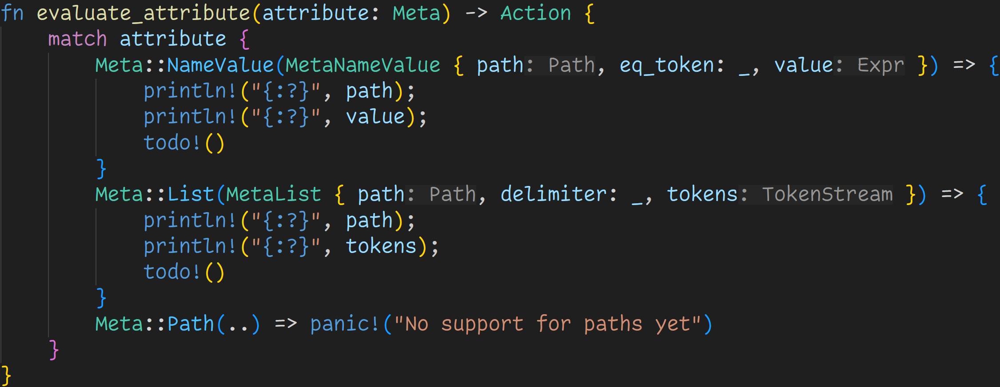 fn evaluate_attribute(attribute: Meta) -> Action {
match attribute {
Meta::NameValue(MetaNameValue { path: Path, eq_token: _, value: Expr }) => {
println!("{:?}", path);
println!("{:?}", value);
todo!()
}
Meta::List(MetaList { path: Path, delimiter: _, tokens: TokenStream }) => {
println!("{:?}", path);
println!("{:?}", tokens);
todo!()
}
Meta::Path(..) => panic!("No support for paths yet")
}
}